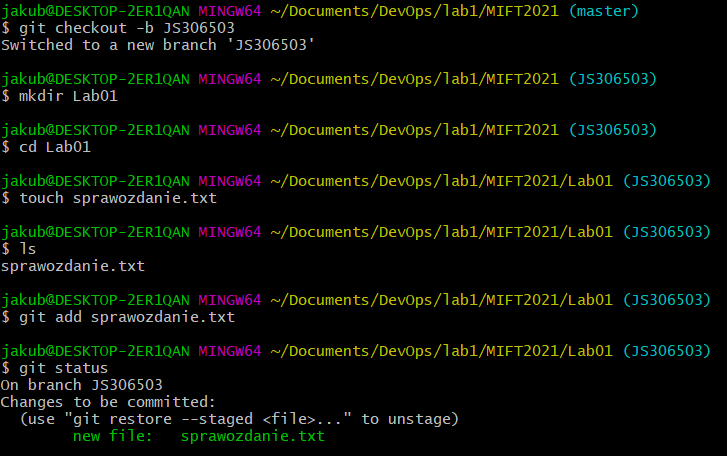 jakub@DESKTOP-2ER1QAN MINGW64 ~/Documents/DevOps/lab1/MIFT2021 (master)
$ git checkout -b JS306503
Switched to a new branch 'JS306503'
jakub@DESKTOP-2ER1QAN MINGW64 ~/Documents/DevOps/lab1/MIFT2021 (JS306503)
$ mkdir Lab01
jakub@DESKTOP-2ER1QAN MINGW64 ~/Documents/DevOps/lab1/MIFT2021 (JS306503)
$ cd Lab01
jakub@DESKTOP-2ER1QAN MINGW64 ~/Documents/DevOps/lab1/MIFT2021/Lab01 (JS306503)
$ touch sprawozdanie.txt
jakub@DESKTOP-2ER1QAN MINGW64 ~/Documents/DevOps/lab1/MIFT2021/Lab01 (JS306503)
$ ls
sprawozdanie.txt
jakub@DESKTOP-2ER1QAN MINGW64 ~/Documents/DevOps/lab1/MIFT2021/Lab01 (JS306503)
$ git add sprawozdanie.txt
jakub@DESKTOP-2ER1QAN MINGW64 ~/Documents/DevOps/lab1/MIFT2021/Lab01 (JS306503)
$ git status
On branch JS306503
Changes to be committed:
  (use "git restore --staged <file>..." to unstage)
        new file:   sprawozdanie.txt